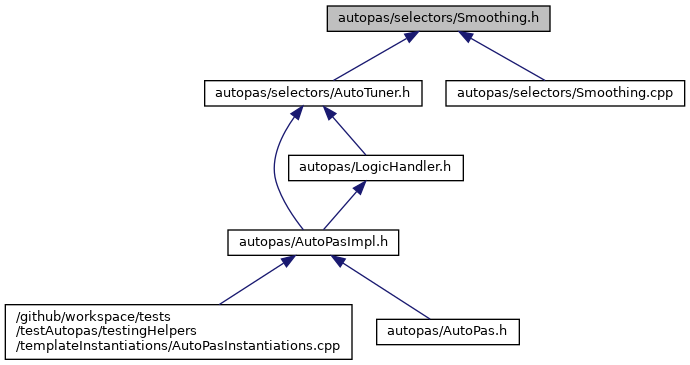 autopas/selectors/Smoothing.h
autopas/selectors/AutoTuner.h
autopas/selectors/Smoothing.cpp
autopas/LogicHandler.h
autopas/AutoPasImpl.h
/github/workspace/tests
/testAutopas/testingHelpers
/templateInstantiations/AutoPasInstantiations.cpp
autopas/AutoPas.h